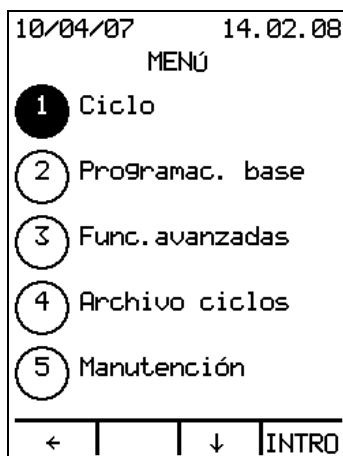 10/04/07 14.02.08
MENú
1 Ciclo
2 Programac. base
3 Func.avanzadas
4 Archivo ciclos
5 Manutención
← ↓ INTRO